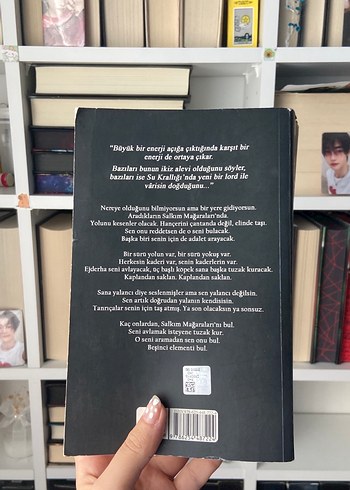 "Büyük bir enerji açığa çıktığında karşıt bir
enerji de ortaya çıkar.
Bazıları bunun ikiz alevi olduğunu söyler,
bazıları ise Su Krallığı'nda yeni bir lord ile
vârisin doğduğunu..."
Nereye olduğunu bilmiyorsun ama bir yere gidiyorsun.
Aradıkların Salkım Mağaraları'nda.
Yolunu kesenler olacak. Hançerini çantanda değil, elinde taşı.
Sen onu reddetsen de o seni bulacak.
Başka biri senin için de adalet arayacak.
Bir sürü yolun var, bir sürü yokuş var.
Herkesin kaderi var, senin kaderlerin var.
Ejderha seni avlayacak, üç başlı köpek sana tuzak kuracak.
Kaplandan saklan. Kaplandan saklan.
Sana yalancı diye seslenmişler ama sen yalancı değilsin.
Sen artık doğrudan yalanın kendisisin.
Tanrıçalar senin için taş atmış. Ya son olacaksın ya sonsuz.
Kaç onlardan, Salkım Mağaraları'nı bul.
Seni avlamak isteyene tuzak kur.
O seni aramadan sen onu bul.
Beşinci elementi bul.